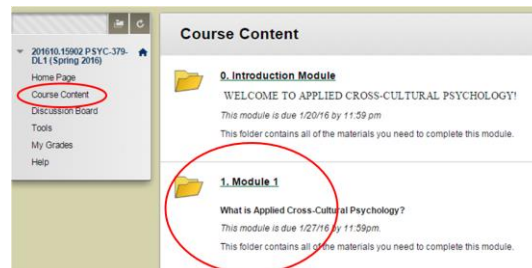 201610.15902 PSYC-379-
DL1 (Spring 2016)
Home Page
Course Content
Discussion Board
Tools
My Grades
Help
Course Content
0. Introduction Module
WELCOME TO APPLIED CROSS-CULTURAL PSYCHOLOGY!
This module is due 1/20/16 by 11:59 pm
This folder contains all of the materials you need to complete this module.
1. Module 1
What is Applied Cross-Cultural Psychology?
This module is due 1/27/16 by 11:59pm.
This folder contains all of the materials you need to complete this module.